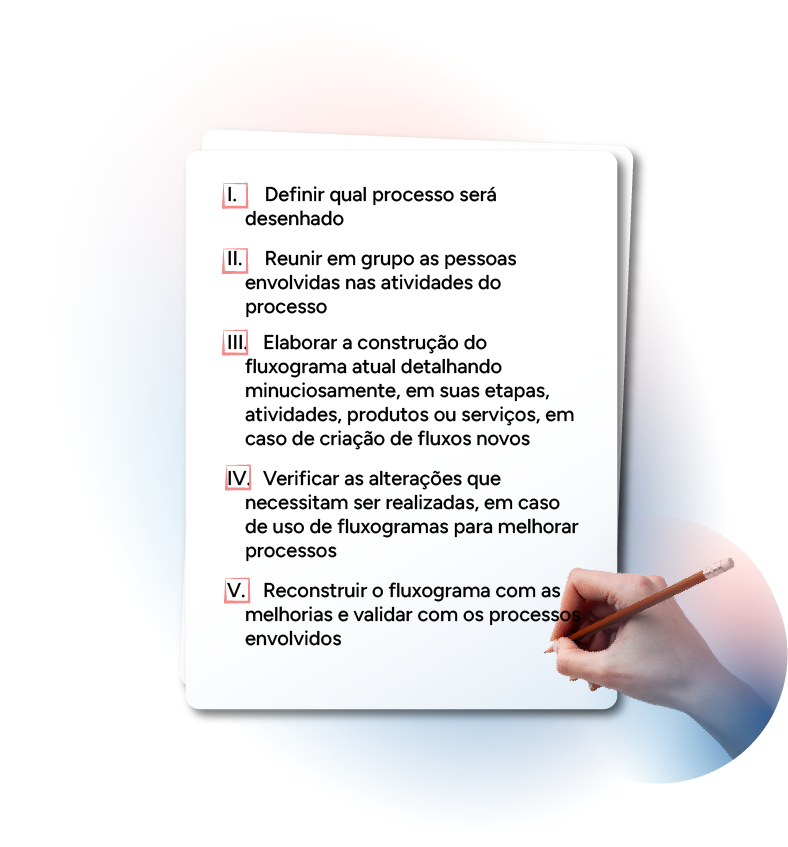 I. Definir qual processo será
desenhado
II. Reunir em grupo as pessoas
envolvidas nas atividades do
processo
III. Elaborar a construção do
fluxograma atual detalhando
minuciosamente, em suas etapas,
atividades, produtos ou serviços, em
caso de criação de fluxos novos
IV. Verificar as alterações que
necessitam ser realizadas, em caso
de uso de fluxogramas para melhorar
processos
V. Reconstruir o fluxograma com as
melhorias e validar com os processos
envolvidos